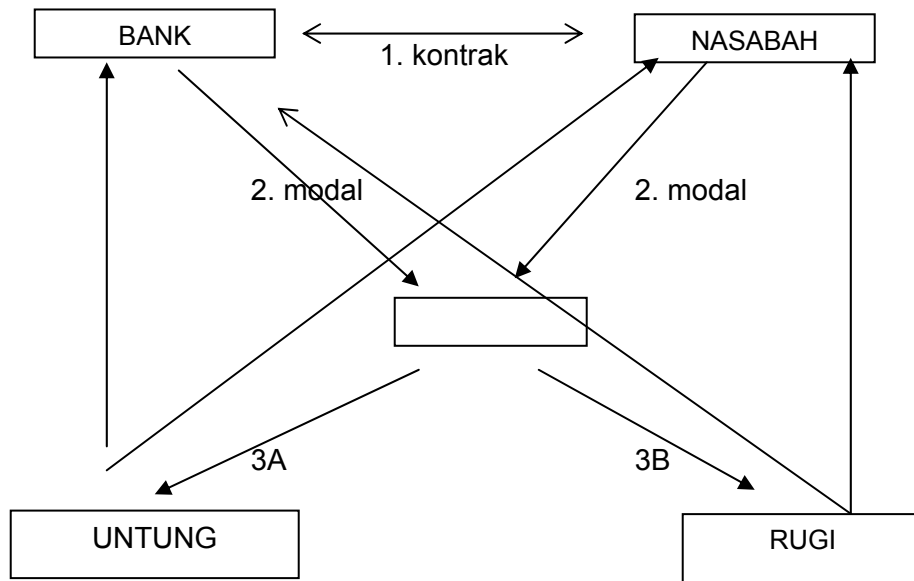 BANK
1. kontrak
NASABAH
2. modal
2. modal
3A
3B
UNTUNG
RUGI